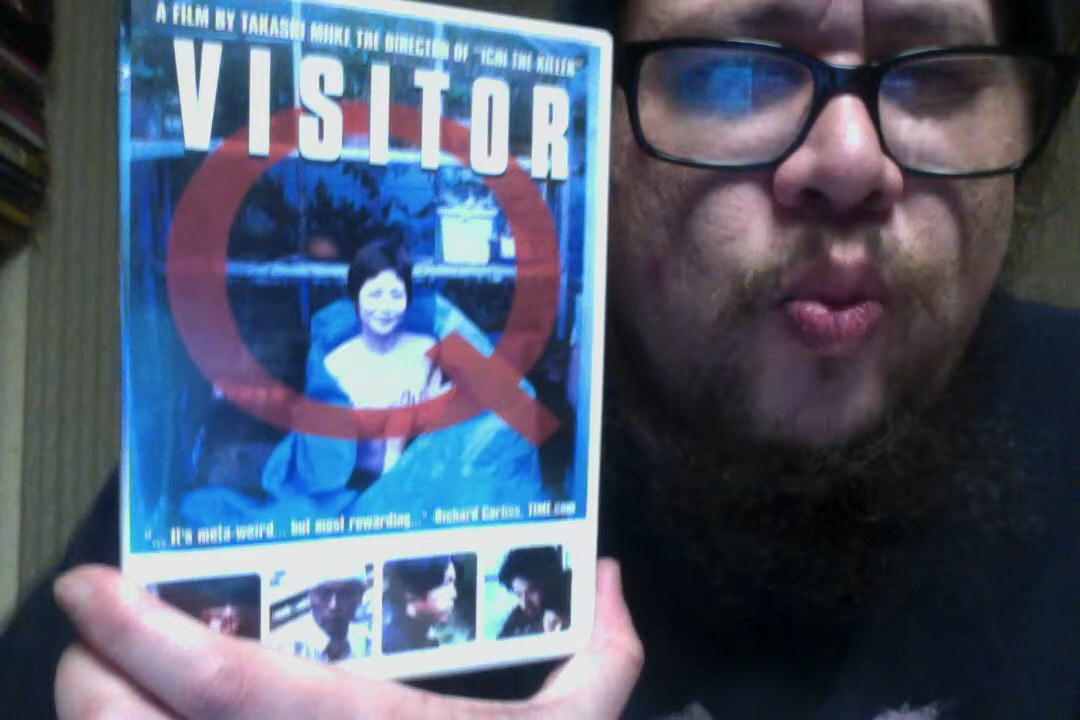 A FILM BY TAKASHI MIIKE THE DIRECTOR OF "ICHI THE KILLER"
VISITOR
Q
"... It's meta-weird... but most rewarding..." -Richard Corliss, TIME.com